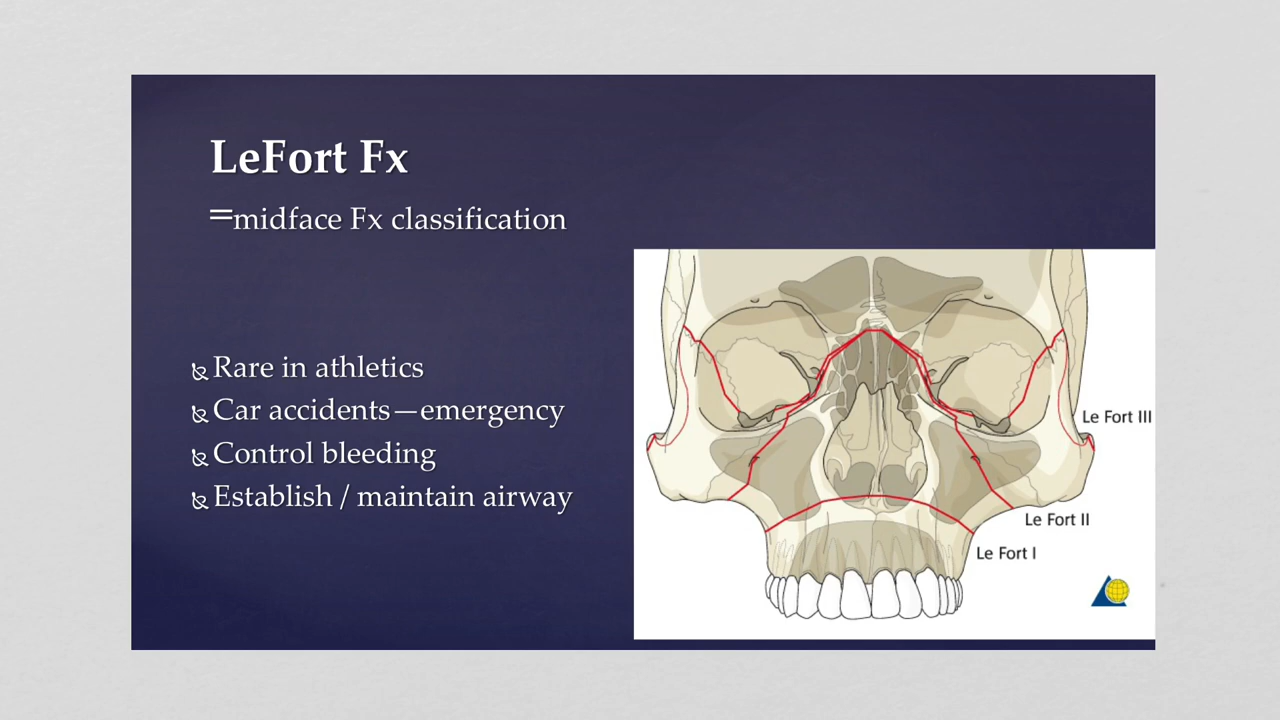 LeFort Fx
=midface Fx classification
Rare in athletics
Car accidents—emergency
Control bleeding
Establish / maintain airway
Le Fort III
Le Fort II
Le Fort I